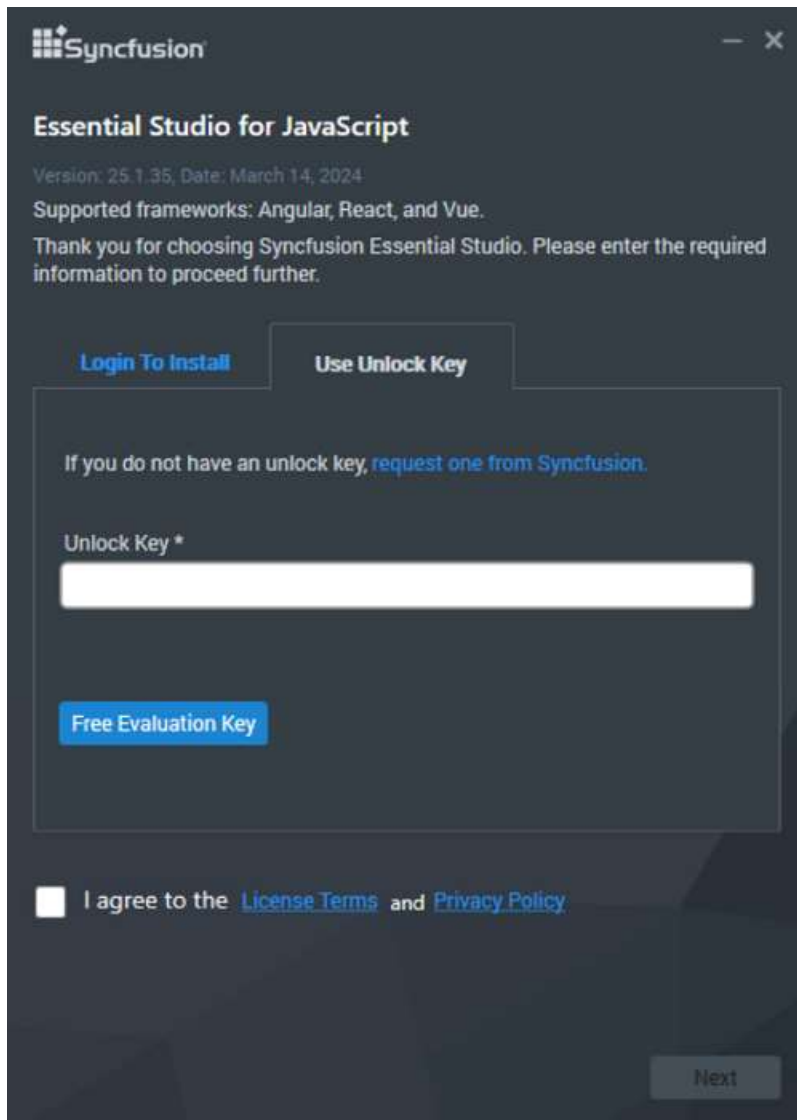 Syncfusion
Essential Studio for JavaScript
Version: 25.1.35, Date: March 14, 2024
Supported frameworks: Angular, React, and Vue.
Thank you for choosing Syncfusion Essential Studio. Please enter the required
information to proceed further.
Login To Install
Use Unlock Key
If you do not have an unlock key, request one from Syncfusion.
Unlock Key *
Free Evaluation Key
I agree to the License Terms and Privacy Policy
Next